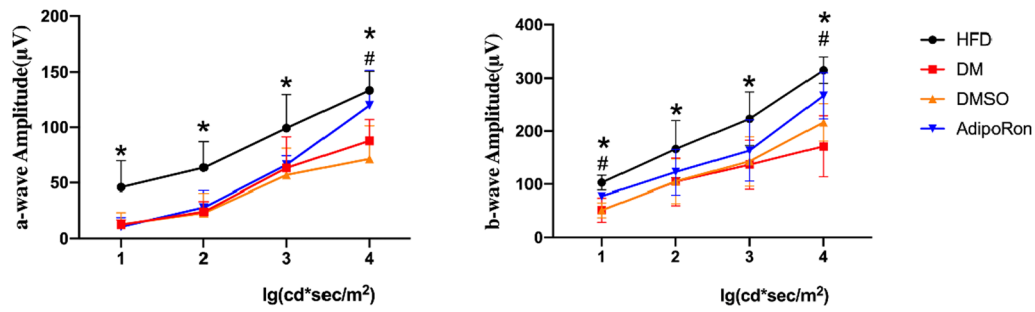 a-wave Amplitude(μV)
200
150
100
50
0
*
*
*
*
#
1 2 3 4
lg(cd*sec/m²)
b-wave Amplitude(μV)
400
300
200
100
0
*
#
*
*
*
#
1 2 3 4
lg(cd*sec/m²)
HFD
DM
DMSO
AdipoRon